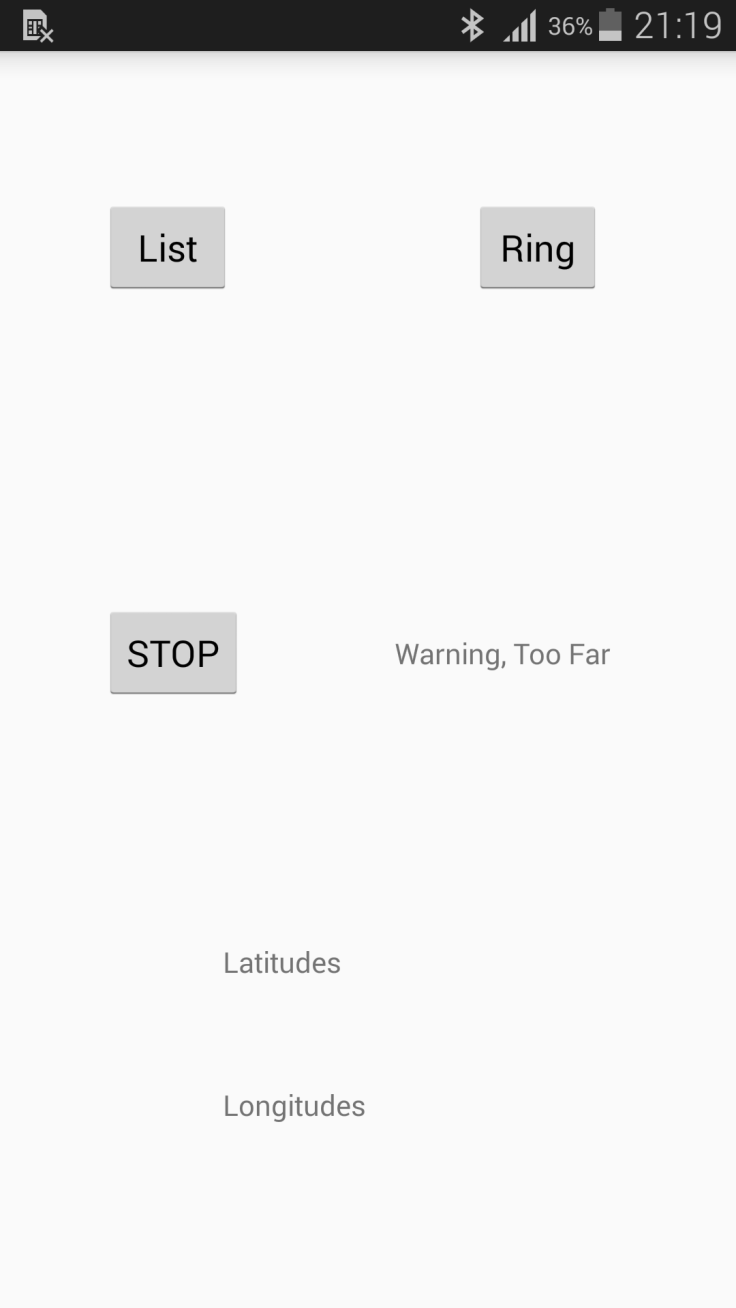 36% 21:19
List Ring
STOP Warning, Too Far
Latitudes
Longitudes